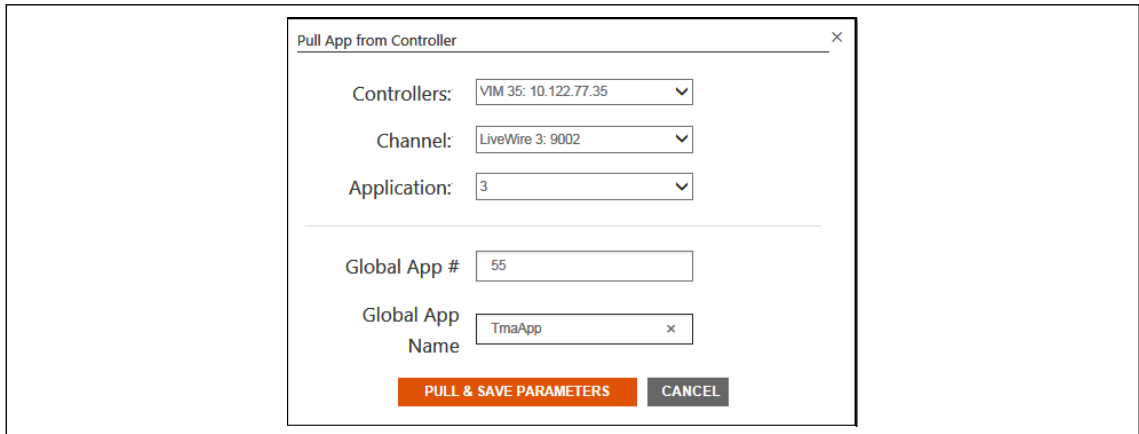 Pull App from Controller ×
Controllers: VIM 35: 10.122.77.35
Channel: LiveWire 3: 9002
Application: 3
Global App # 55
Global App
Name TmaApp ×
PULL & SAVE PARAMETERS CANCEL